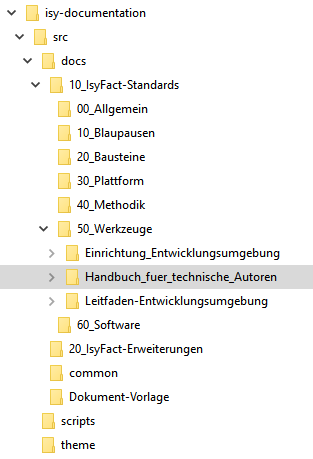 isy-documentation
src
docs
10_IsyFact-Standards
00_Allgemein
10_Blaupausen
20_Bausteine
30_Plattform
40_Methodik
50_Werkzeuge
Einrichtung_Entwicklungsumgebung
Handbuch_fuer_technische_Autoren
Leitfaden-Entwicklungsumgebung
60_Software
20_IsyFact-Erweiterungen
common
Dokument-Vorlage
scripts
theme